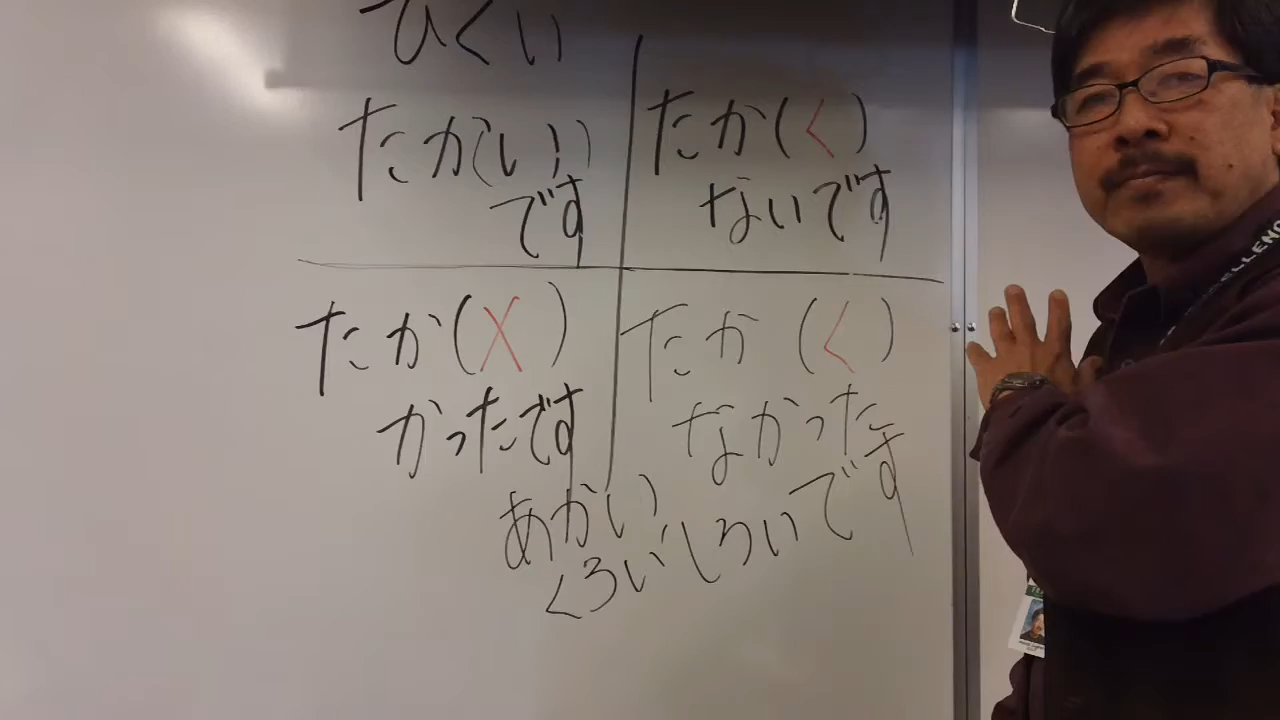 ひくい
たか(い)
です
たか(く)
ないです
たか(X)
かったです
たか(く)
なかった
です
あかい
くろい しろい
ELLENC